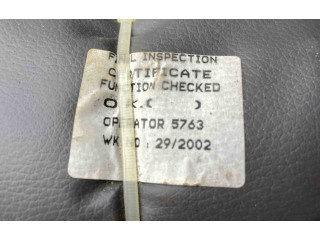 FINAL INSPECTION
CERTIFICATE
FUNCTION CHECKED
O.K.( )
OPERATOR 5763
WK.NO.: 29/2002